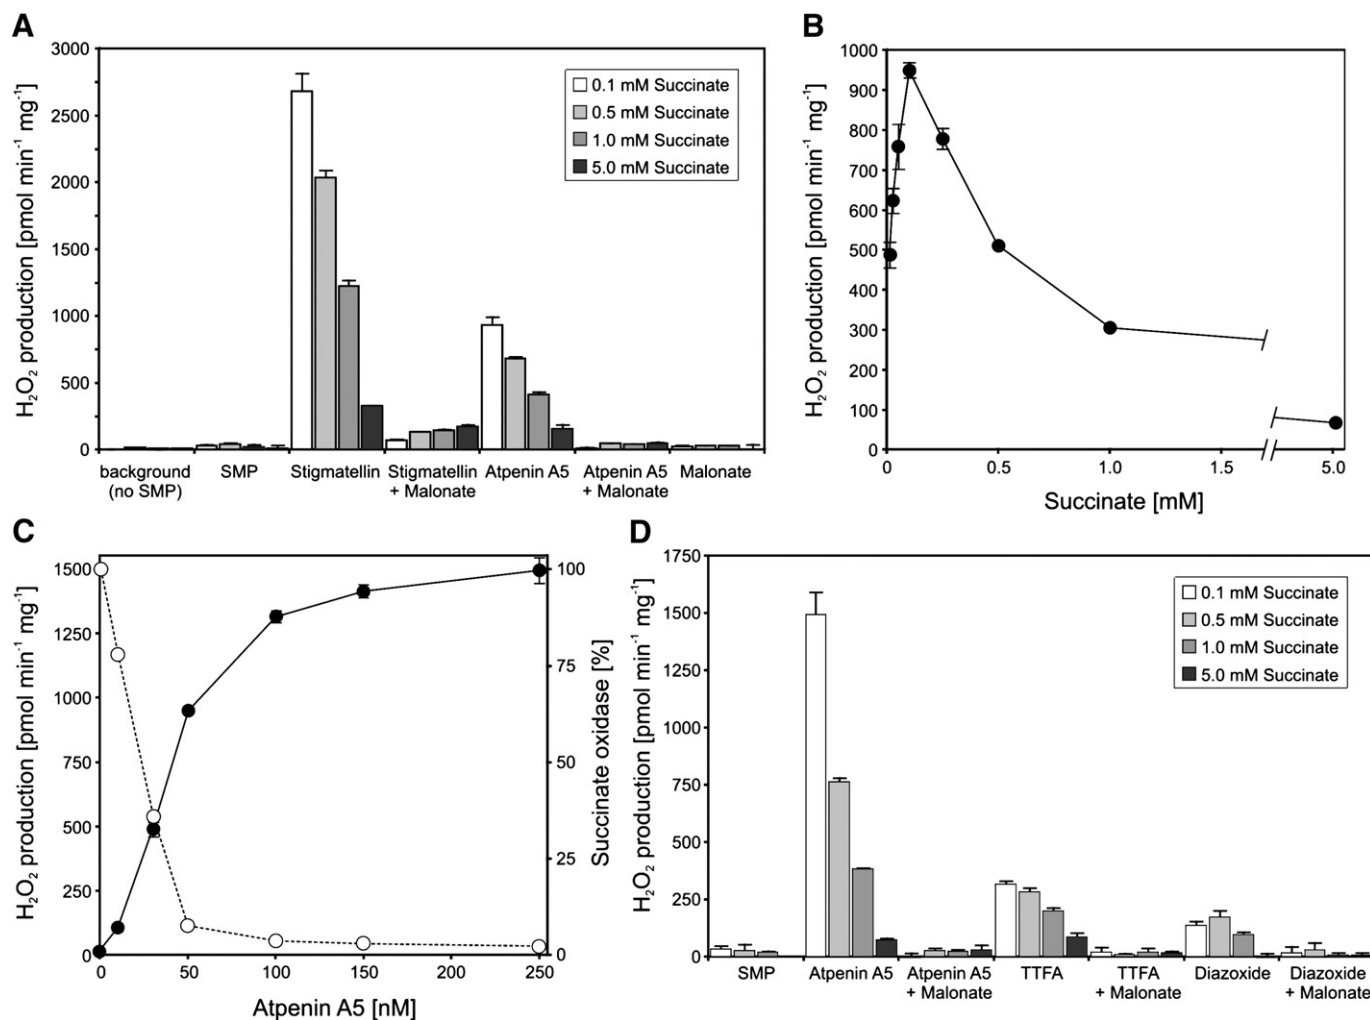 A
H₂O₂ production [pmol min⁻¹ mg⁻¹]
3000
2500
2000
1500
1000
500
0
0.1 mM Succinate
0.5 mM Succinate
1.0 mM Succinate
5.0 mM Succinate
background
(no SMP)
SMP
Stigmatellin
Stigmatellin
+ Malonate
Atpenin A5
Atpenin A5
+ Malonate
Malonate
B
H₂O₂ production [pmol min⁻¹ mg⁻¹]
1000
900
800
700
600
500
400
300
200
100
0
0 0.5 1.0 1.5 5.0
Succinate [mM]
C
H₂O₂ production [pmol min⁻¹ mg⁻¹]
1500
1250
1000
750
500
250
0
100
75
50
25
0
Succinate oxidase [%]
0 50 100 150 200 250
Atpenin A5 [nM]
D
H₂O₂ production [pmol min⁻¹ mg⁻¹]
1750
1500
1250
1000
750
500
250
0
0.1 mM Succinate
0.5 mM Succinate
1.0 mM Succinate
5.0 mM Succinate
SMP
Atpenin A5
Atpenin A5
+ Malonate
TTFA
TTFA
+ Malonate
Diazoxide
Diazoxide
+ Malonate